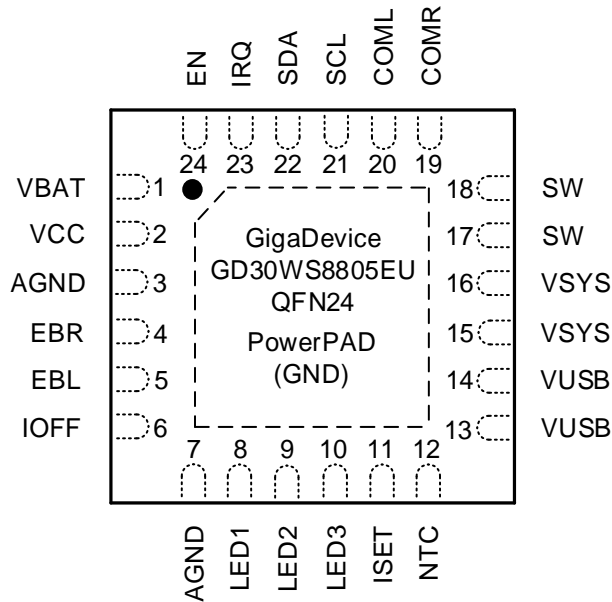 EN
IRQ
SDA
SCL
COML
COMR
24
23
22
21
20
19
VBAT 1
VCC 2
AGND 3
EBR 4
EBL 5
IOFF 6
GigaDevice
GD30WS8805EU
QFN24
PowerPAD
(GND)
18 SW
17 SW
16 VSYS
15 VSYS
14 VUSB
13 VUSB
7
8
9
10
11
12
AGND
LED1
LED2
LED3
ISET
NTC